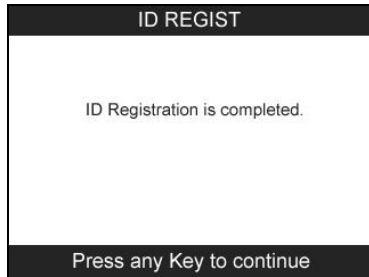 ID REGIST
ID Registration is completed.
Press any Key to continue